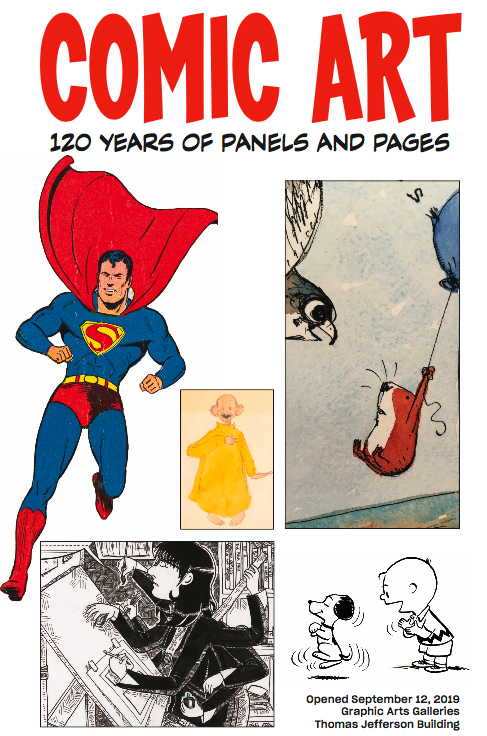 COMIC ART
120 YEARS OF PANELS AND PAGES
S
Opened September 12, 2019
Graphic Arts Galleries
Thomas Jefferson Building